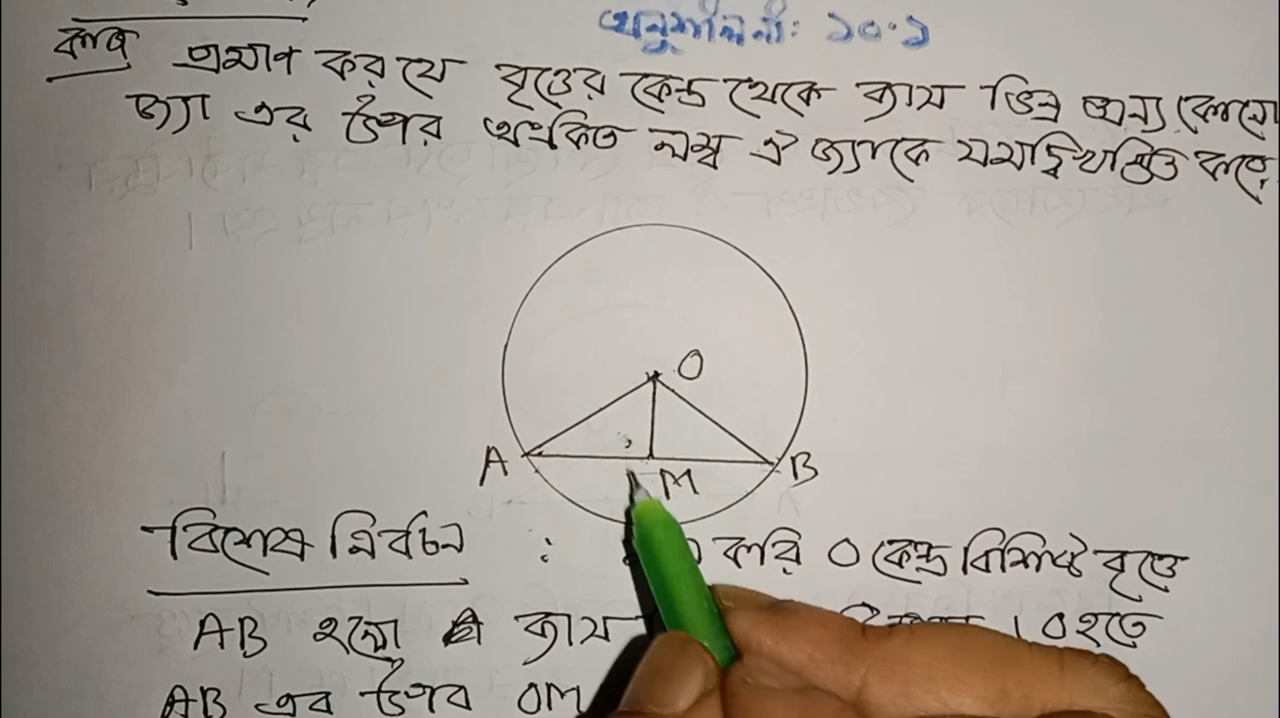 অনুশীলনী: ১০.১
কাজ প্রমাণ কর যে বৃত্তের কেন্দ্র থেকে ব্যাস ভিন্ন অন্য কোনো
জ্যা এর উপর অংকিত লম্ব ঐ জ্যাকে সমদ্বিখণ্ডিত করে
O
A
B
M
বিশেষ নির্বচন : করি O কেন্দ্র বিশিষ্ট বৃত্তে
AB হলো ব্যাস । O হতে
AB এর উপর OM